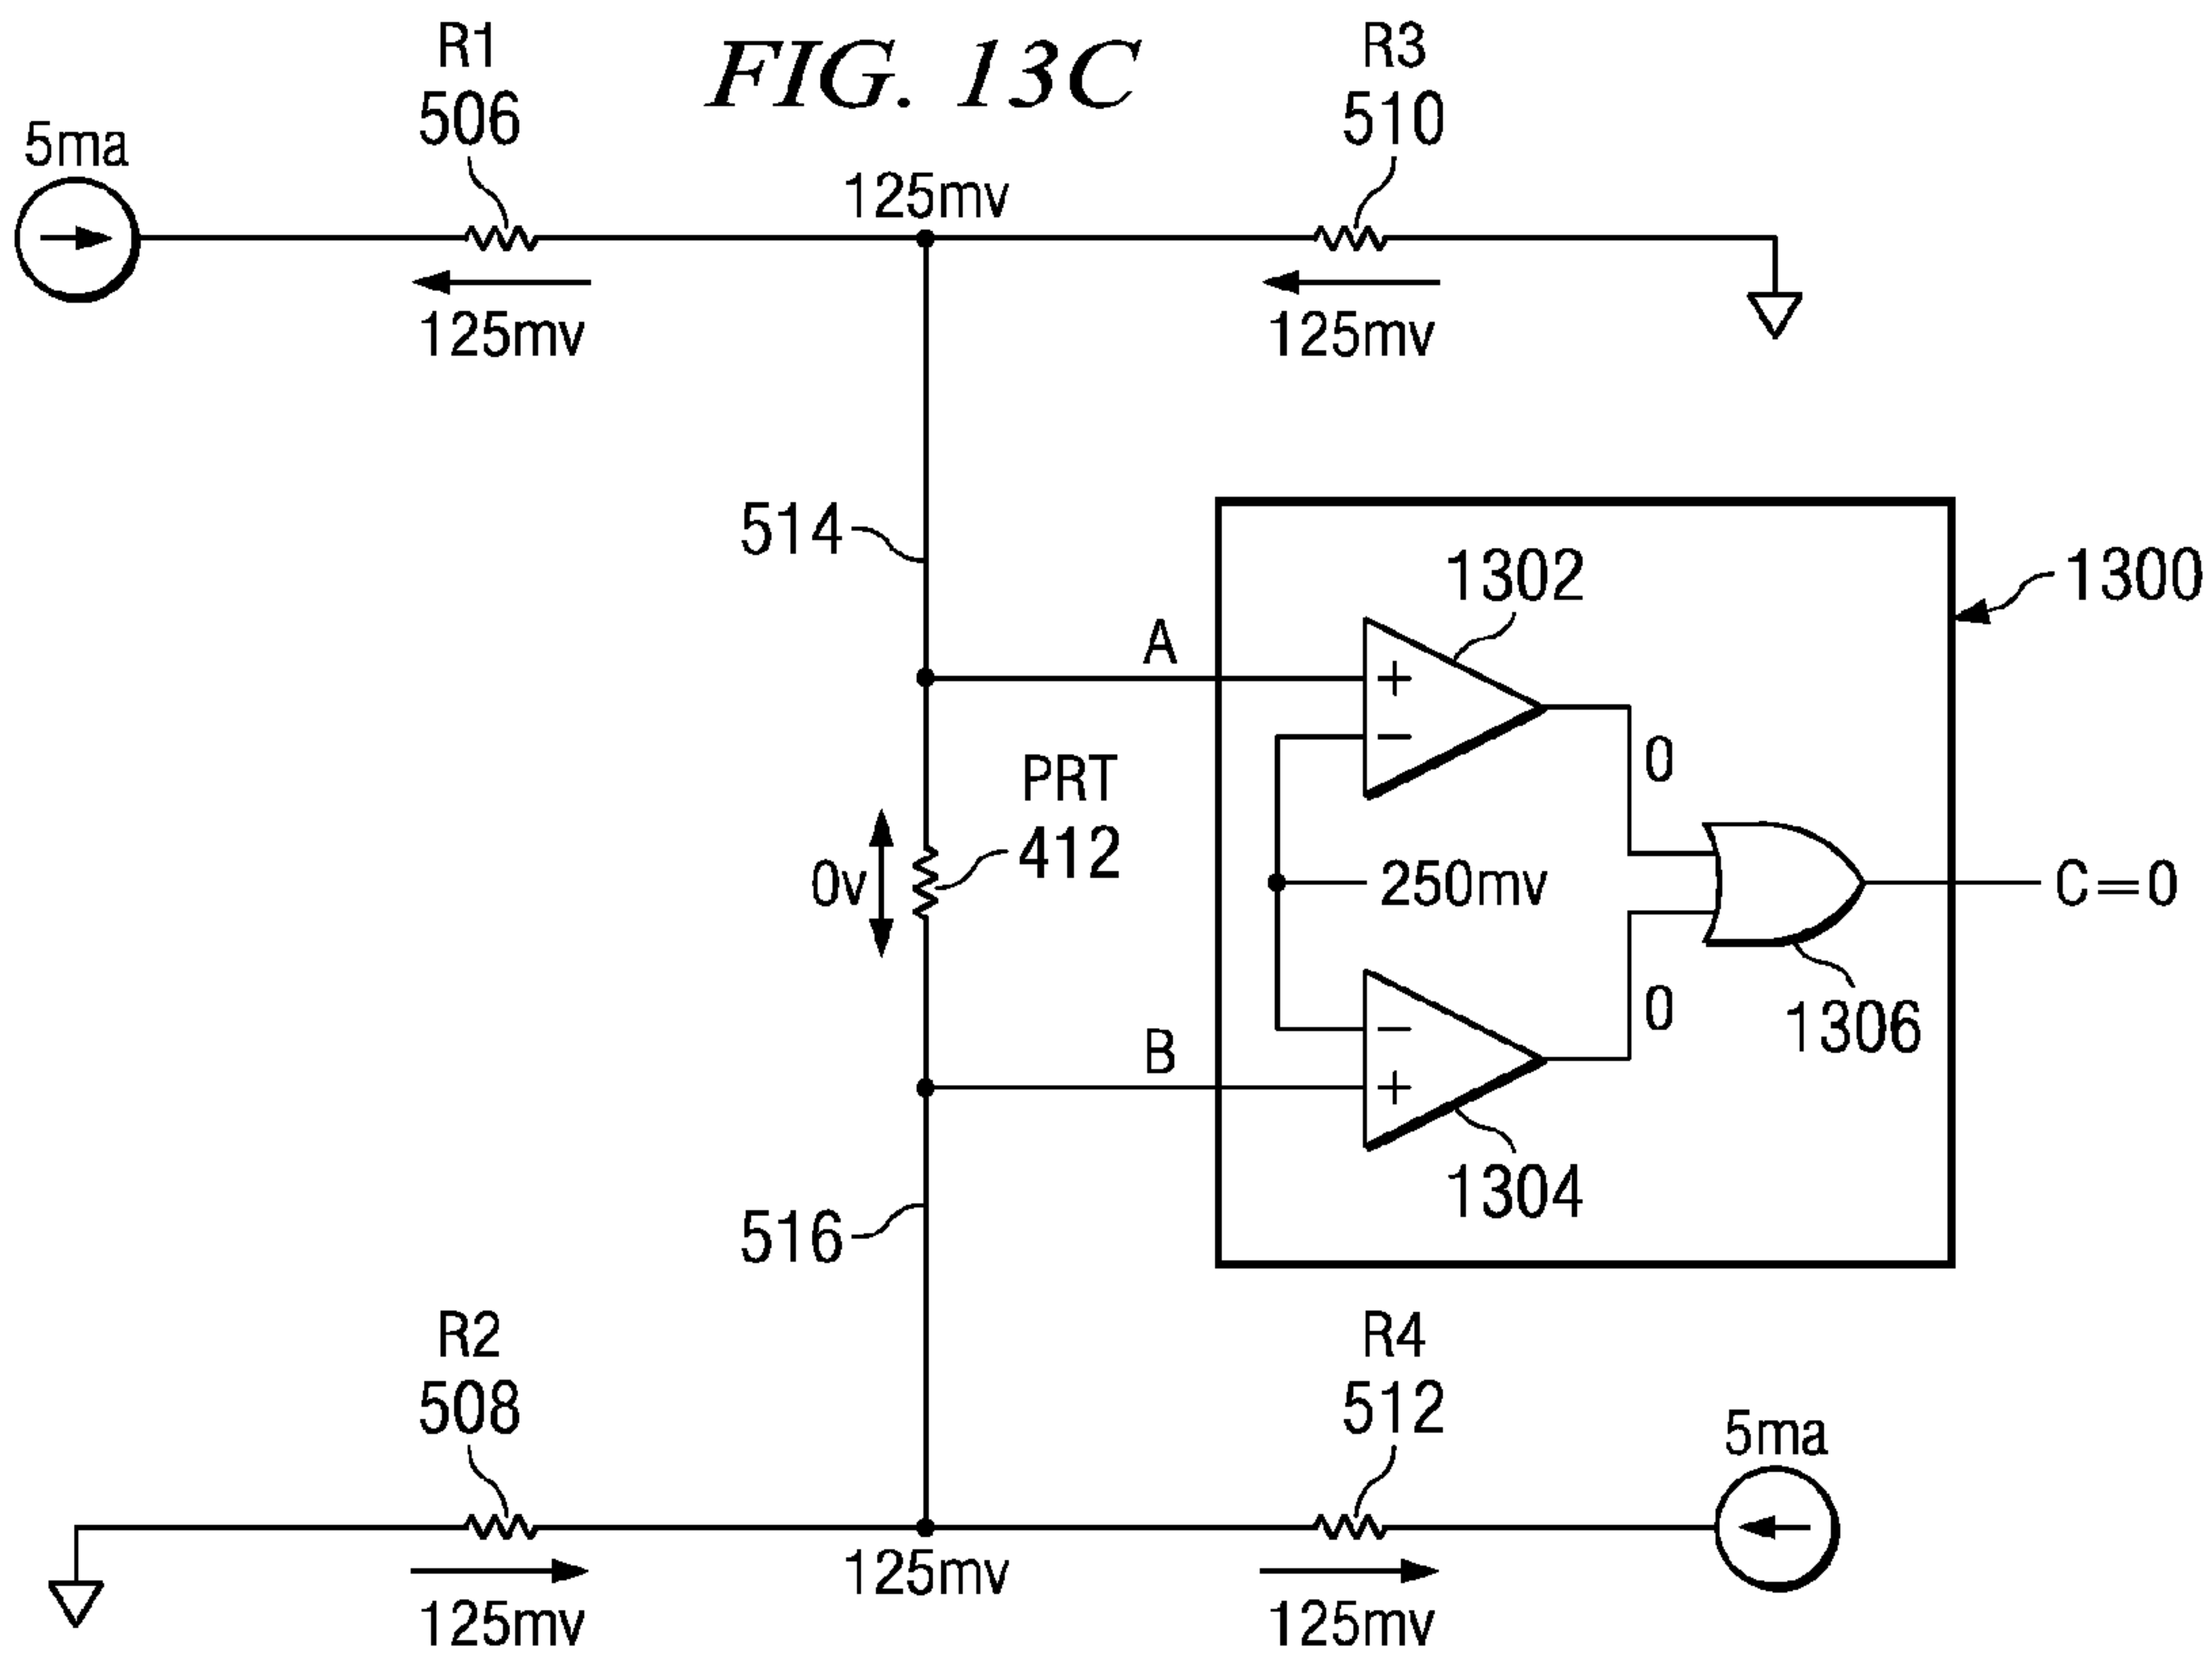 FIG. 13C
R1
506
R3
510
5ma
125mv
125mv
125mv
514
1300
1302
A
+
−
0
PRT
412
0v
250mv
C=0
1306
0
B
−
+
1304
516
R2
508
R4
512
5ma
125mv
125mv
125mv